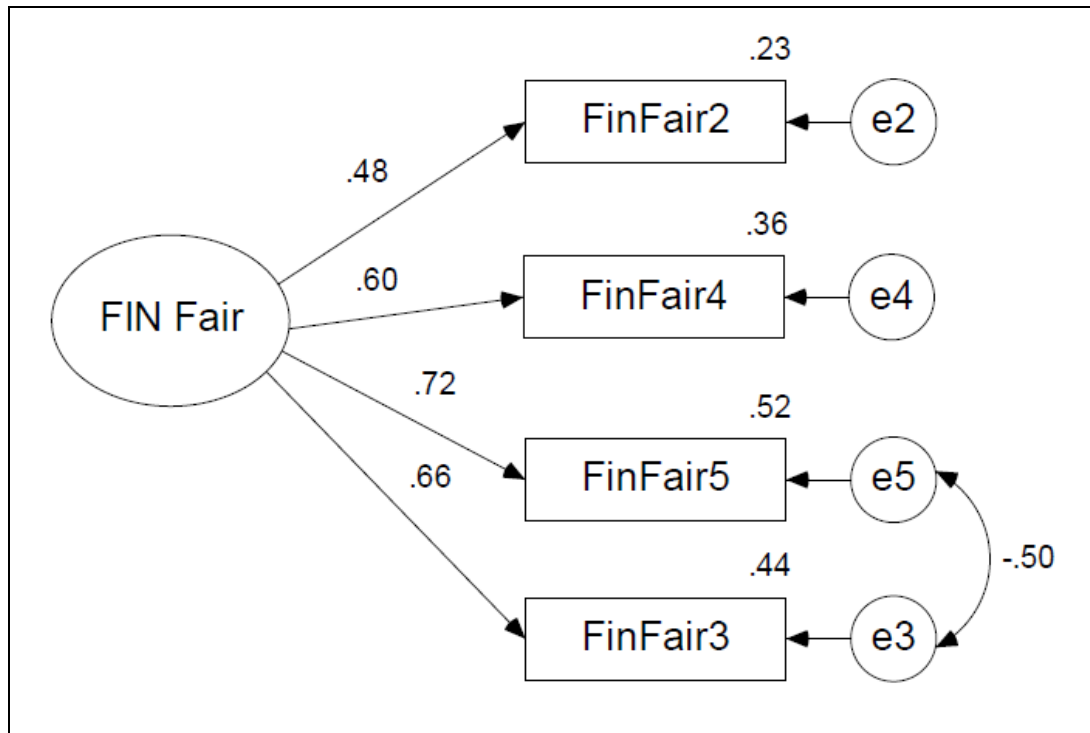 .23
FinFair2
e2
.48
.36
FinFair4
e4
.60
FIN Fair
.72
.52
FinFair5
e5
.66
-.50
.44
FinFair3
e3